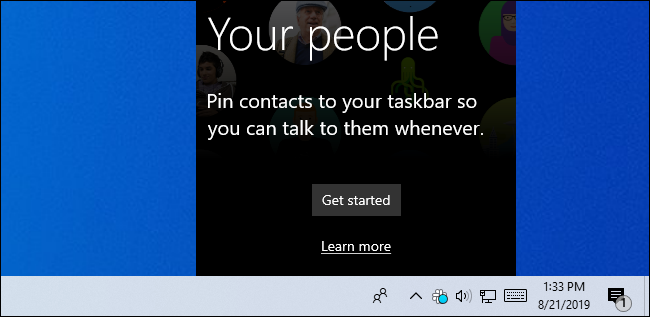 Your people
Pin contacts to your taskbar so
you can talk to them whenever.
Get started
Learn more
1:33 PM
8/21/2019
1